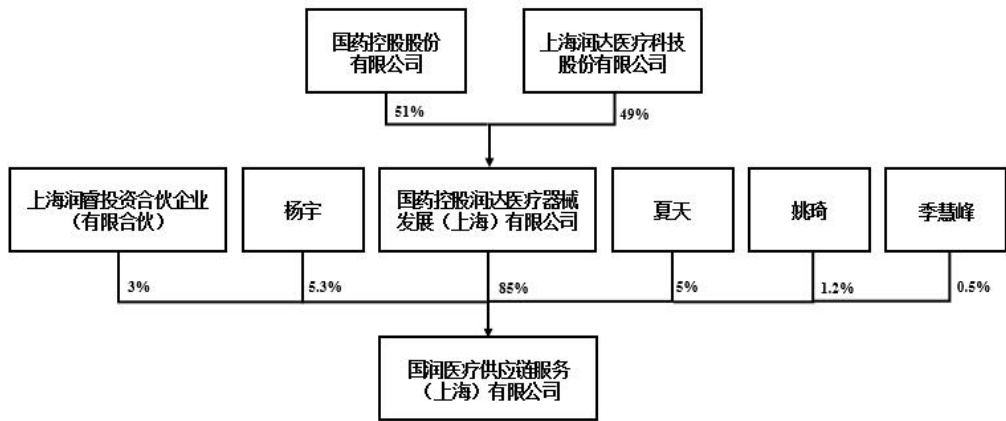 国药控股股份
有限公司
上海润达医疗科技
股份有限公司
51%
49%
上海润睿投资合伙企业
（有限合伙）
杨宇
国药控股润达医疗器械
发展（上海）有限公司
夏天
姚琦
季慧峰
3%
5.3%
85%
5%
1.2%
0.5%
国润医疗供应链服务
（上海）有限公司